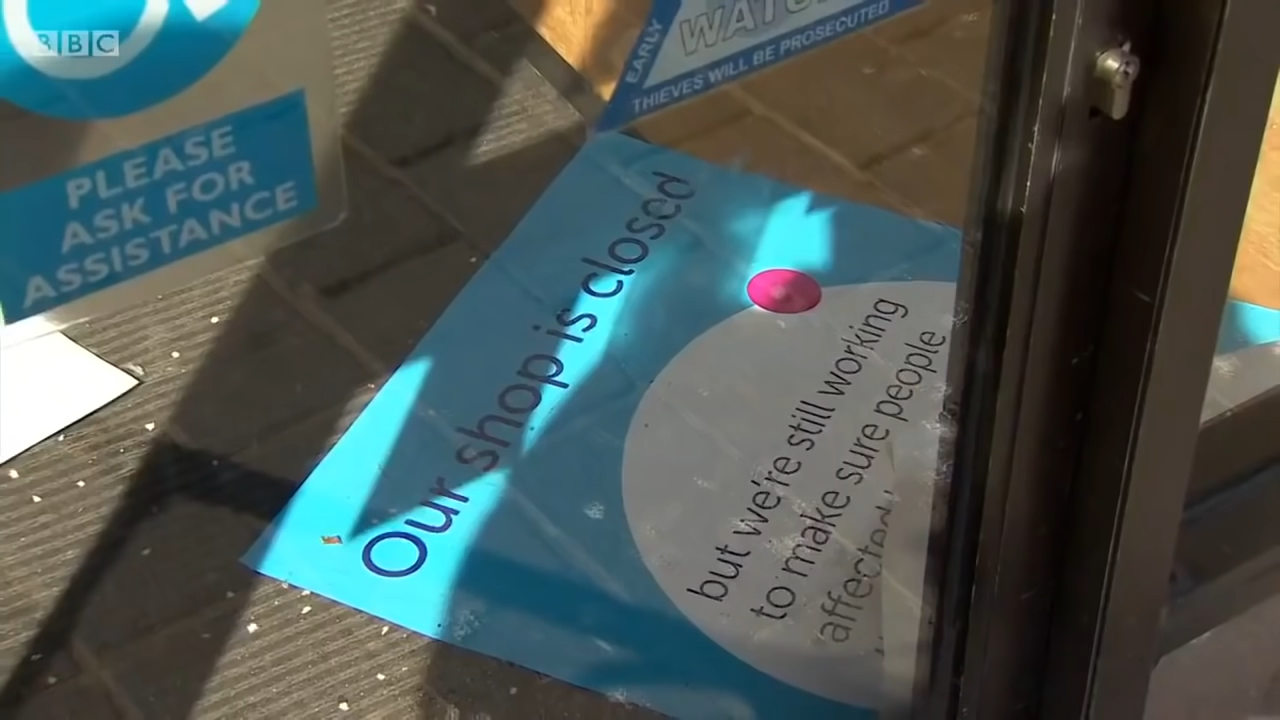 BBC
PLEASE
ASK FOR
ASSISTANCE
EARLY
THIEVES WILL BE PROSECUTED
Our shop is closed
but we're still working
to make sure people
affected